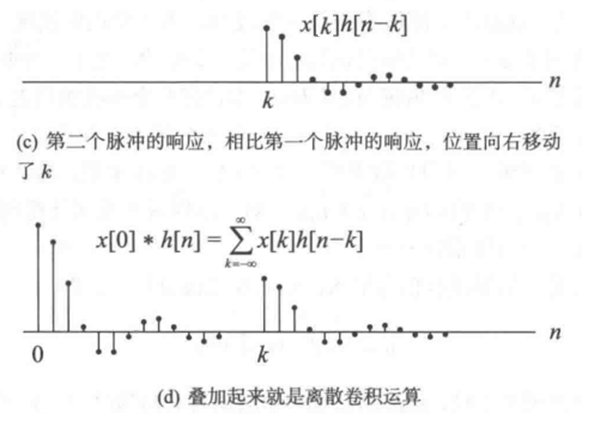 x[k]h[n−k]
n
k
(c) 第二个脉冲的响应，相比第一个脉冲的响应，位置向右移动
了k
x[0] * h[n] = ∑_{k=−∞}^{∞} x[k]h[n−k]
n
0
k
(d) 叠加起来就是离散卷积运算